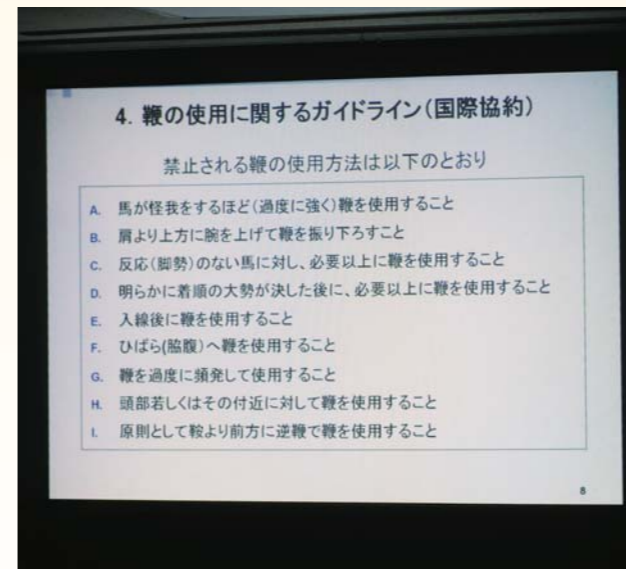 4. 鞭の使用に関するガイドライン(国際協約)
禁止される鞭の使用方法は以下のとおり
A. 馬が怪我をするほど(過度に強く)鞭を使用すること
B. 肩より上方に腕を上げて鞭を振り下ろすこと
C. 反応(脚勢)のない馬に対し、必要以上に鞭を使用すること
D. 明らかに着順の大勢が決した後に、必要以上に鞭を使用すること
E. 入線後に鞭を使用すること
F. ひばら(脇腹)へ鞭を使用すること
G. 鞭を過度に頻発して使用すること
H. 頭部若しくはその付近に対して鞭を使用すること
I. 原則として鞍より前方に逆鞭で鞭を使用すること
8